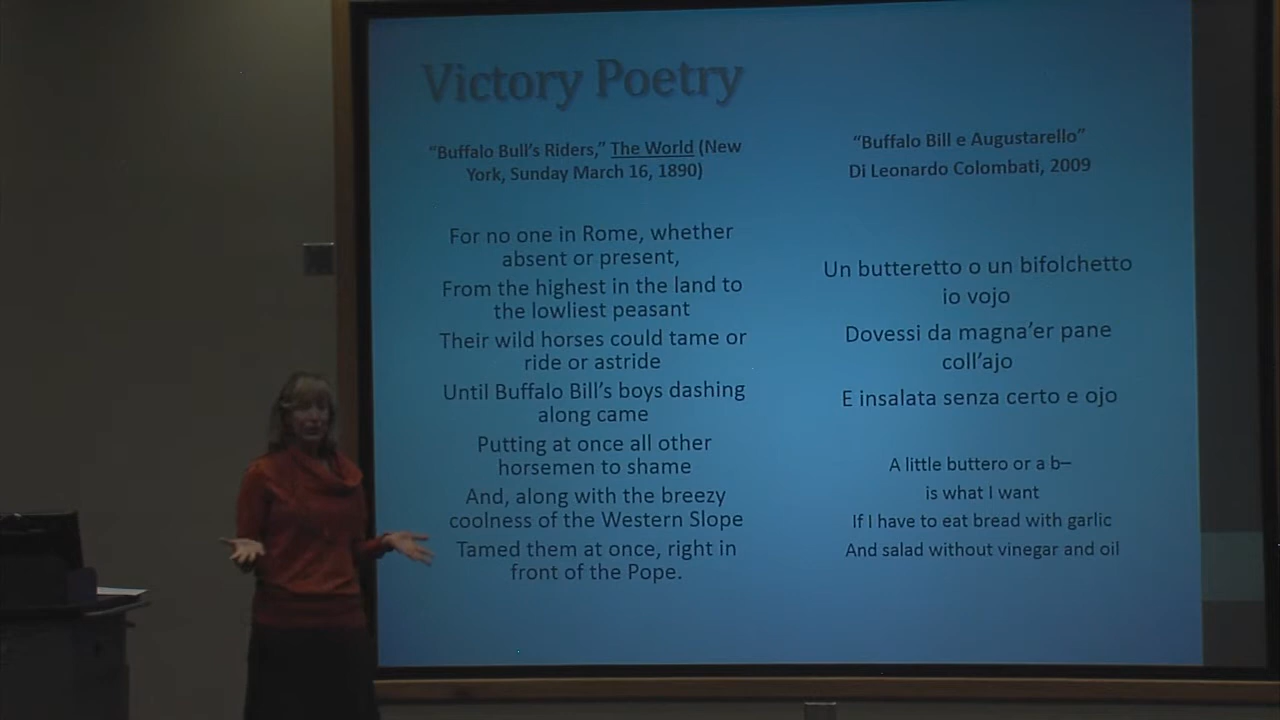 Victory Poetry
“Buffalo Bull’s Riders,” The World (New
York, Sunday March 16, 1890)
For no one in Rome, whether
absent or present,
From the highest in the land to
the lowliest peasant
Their wild horses could tame or
ride or astride
Until Buffalo Bill’s boys dashing
along came
Putting at once all other
horsemen to shame
And, along with the breezy
coolness of the Western Slope
Tamed them at once, right in
front of the Pope.
“Buffalo Bill e Augustarello”
Di Leonardo Colombati, 2009
Un butteretto o un bifolchetto
io vojo
Dovessi da magna’er pane
coll’ajo
E insalata senza certo e ojo
A little buttero or a b–
is what I want
If I have to eat bread with garlic
And salad without vinegar and oil